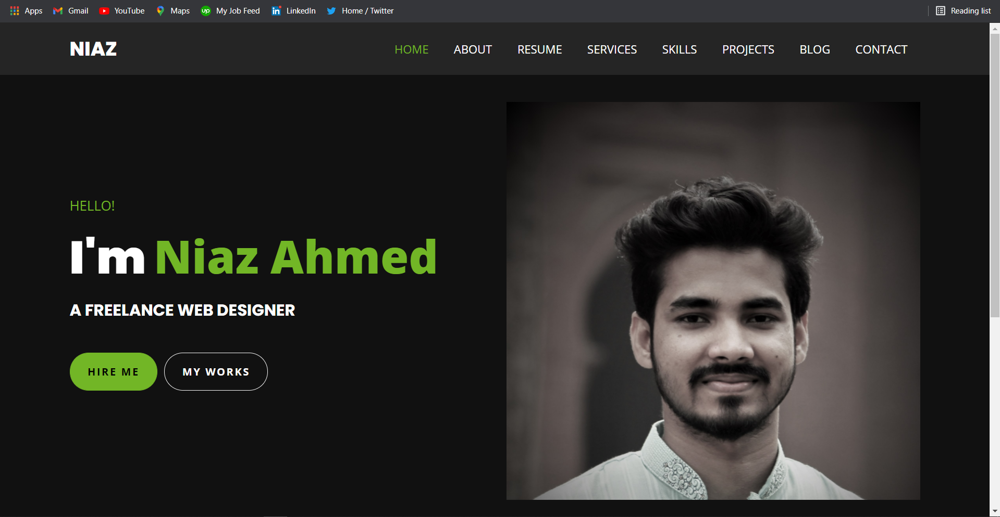 Apps Gmail YouTube Maps My Job Feed LinkedIn Home / Twitter Reading list
NIAZ HOME ABOUT RESUME SERVICES SKILLS PROJECTS BLOG CONTACT
HELLO!
I'm Niaz Ahmed
A FREELANCE WEB DESIGNER
HIRE ME MY WORKS